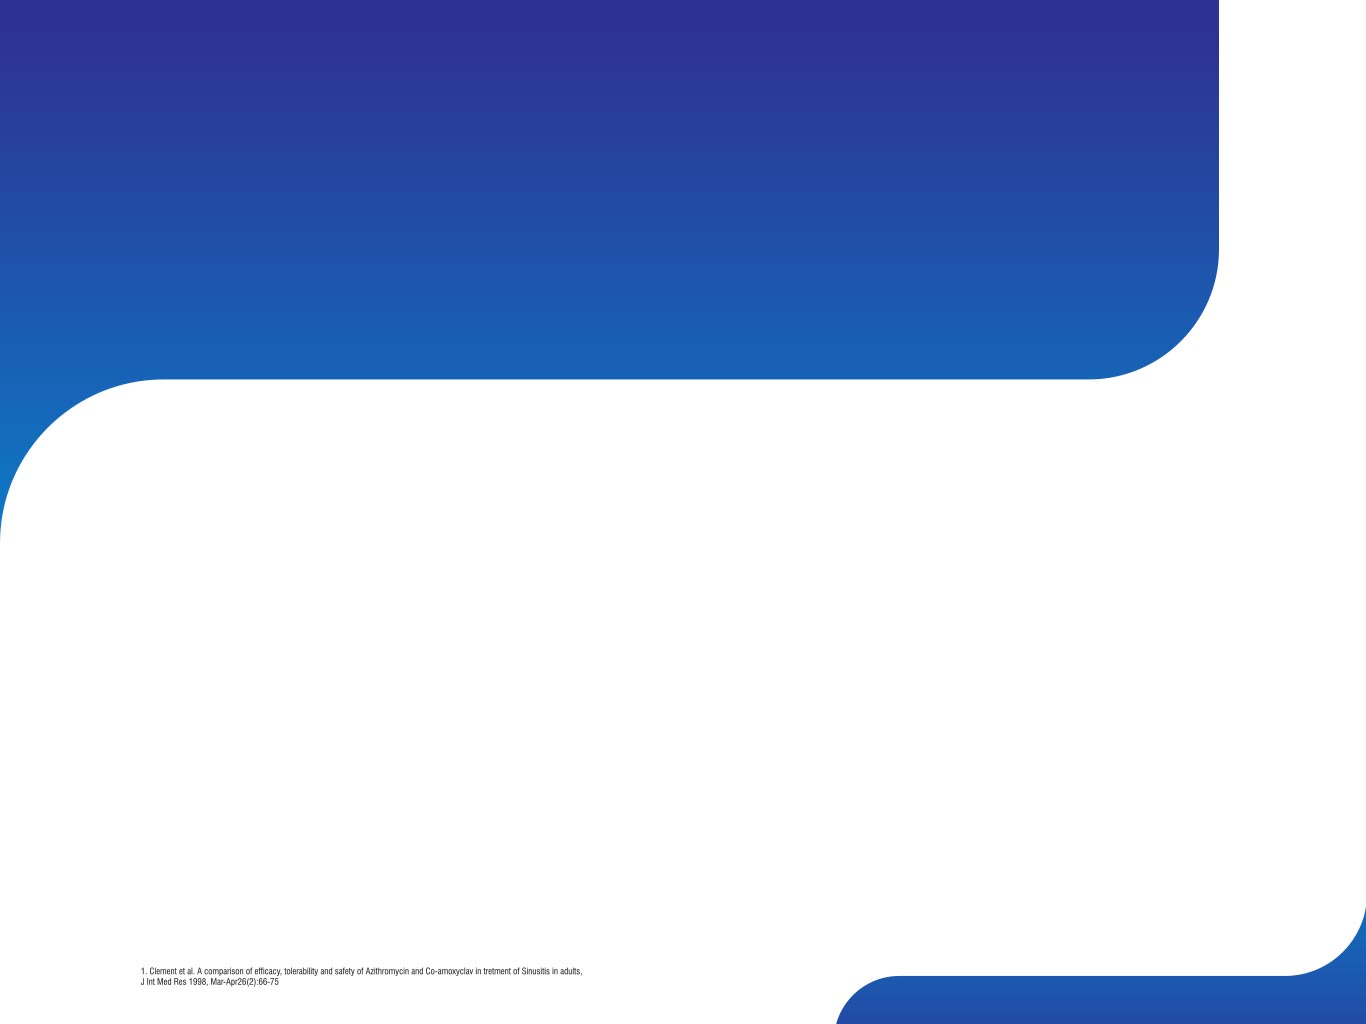 1. Clement et al. A comparison of efficacy, tolerability and safety of Azithromycin and Co-amoxyclav in tretment of Sinusitis in adults,
J Int Med Res 1998, Mar-Apr26(2):66-75